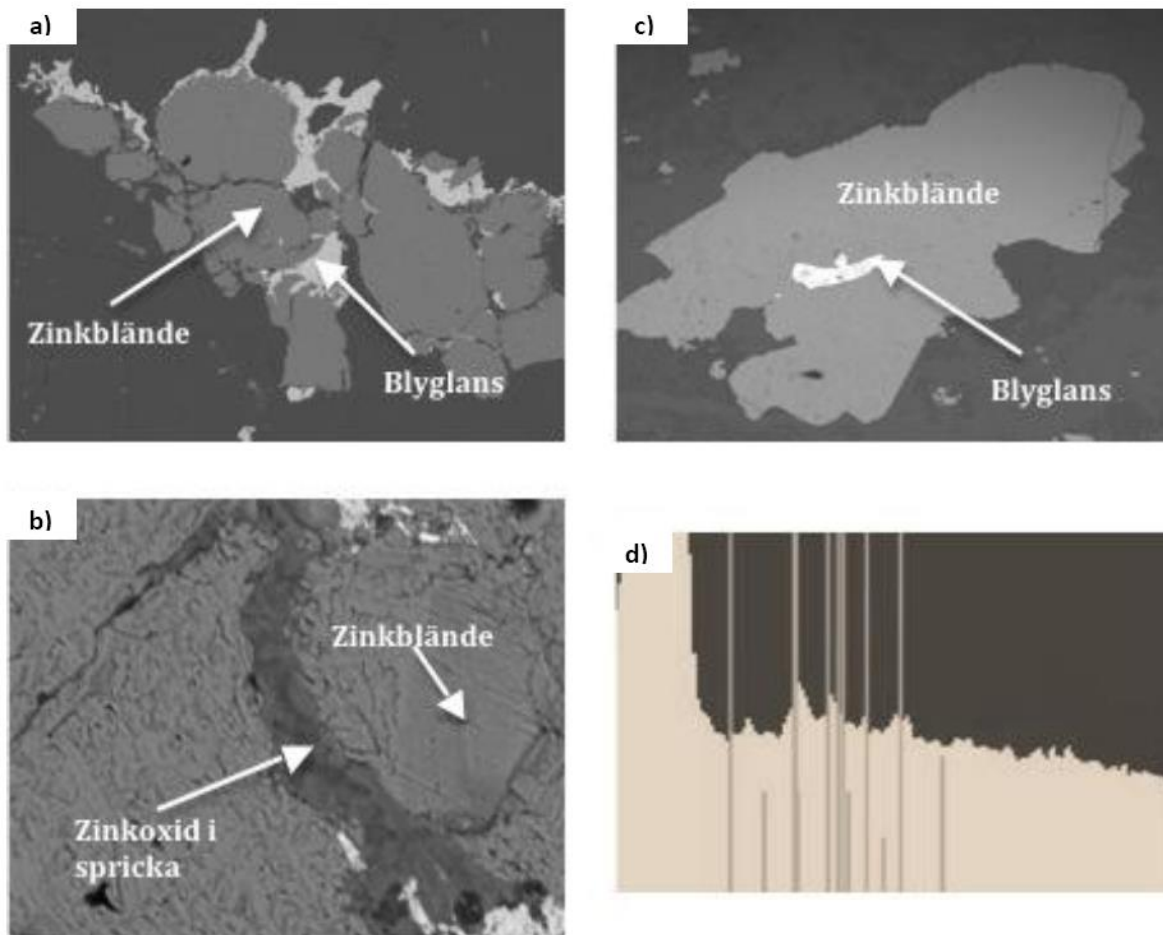 a)
Zinkblände
Blyglans
c)
Zinkblände
Blyglans
b)
Zinkblände
Zinkoxid i
spricka
d)